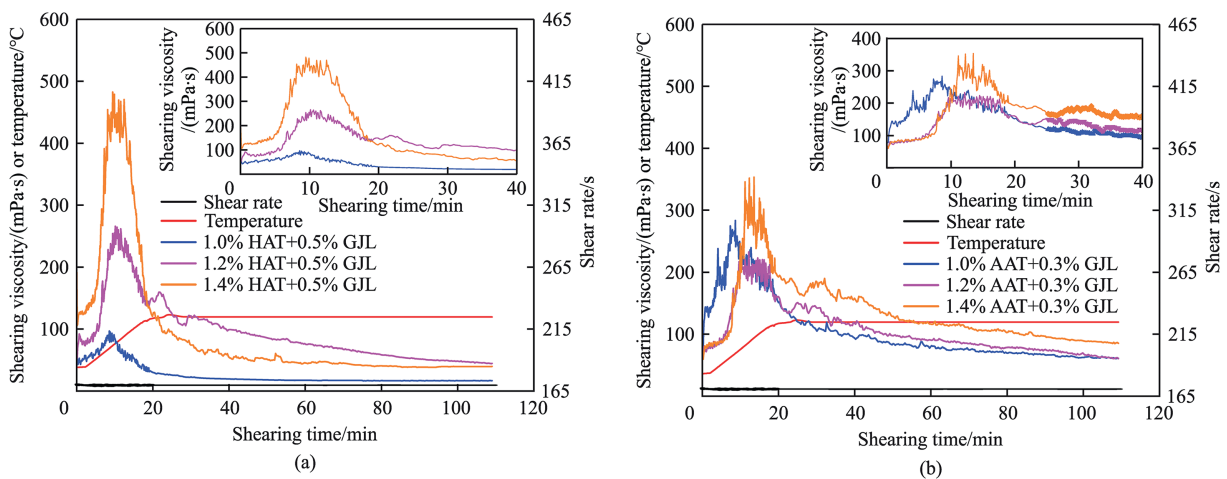 600
500
400
300
200
100
0
20
40
60
80
100
120
Shearing viscosity/(mPa·s) or temperature/℃
465
415
365
315
265
215
165
Shear rate/s
Shearing time/min
600
500
400
300
200
100
0
10
20
30
40
Shearing viscosity
/(mPa·s)
Shearing time/min
Shear rate
Temperature
1.0% HAT+0.5% GJL
1.2% HAT+0.5% GJL
1.4% HAT+0.5% GJL
(a)
600
500
400
300
200
100
0
20
40
60
80
100
120
Shearing viscosity/(mPa·s) or temperature/℃
465
415
365
315
265
215
165
Shear rate/s
Shearing time/min
400
300
200
100
0
10
20
30
40
Shearing viscosity
/(mPa·s)
Shearing time/min
Shear rate
Temperature
1.0% AAT+0.3% GJL
1.2% AAT+0.3% GJL
1.4% AAT+0.3% GJL
(b)